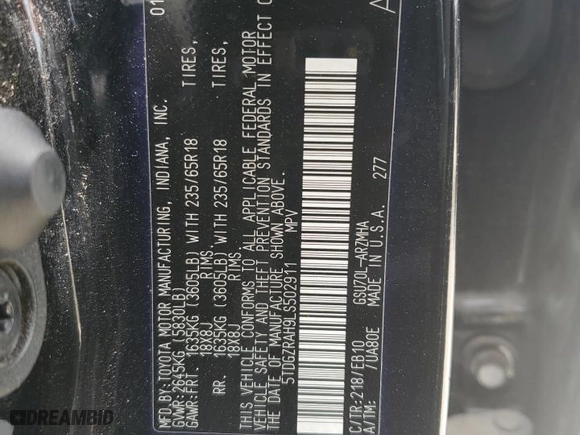 01
MFD.BY:TOYOTA MOTOR MANUFACTURING, INDIANA, INC.
GVWR: 2645KG (5830LB)
GAWR:FRT. 1635KG (3605LB) WITH 235/65R18 TIRES,
18X8J RIMS
RR. 1635KG (3605LB) WITH 235/65R18 TIRES,
18X8J RIMS
THIS VEHICLE CONFORMS TO ALL APPLICABLE FEDERAL MOTOR
VEHICLE SAFETY AND THEFT PREVENTION STANDARDS IN EFFECT O
THE DATE OF MANUFACTURE SHOWN ABOVE.
5TDGZRAH9LS029111 MPV
A
C/TR:218/EB10 GSU70L-ARZMHA 277
A/TM: /UA80E MADE IN U.S.A.
DREAMBID